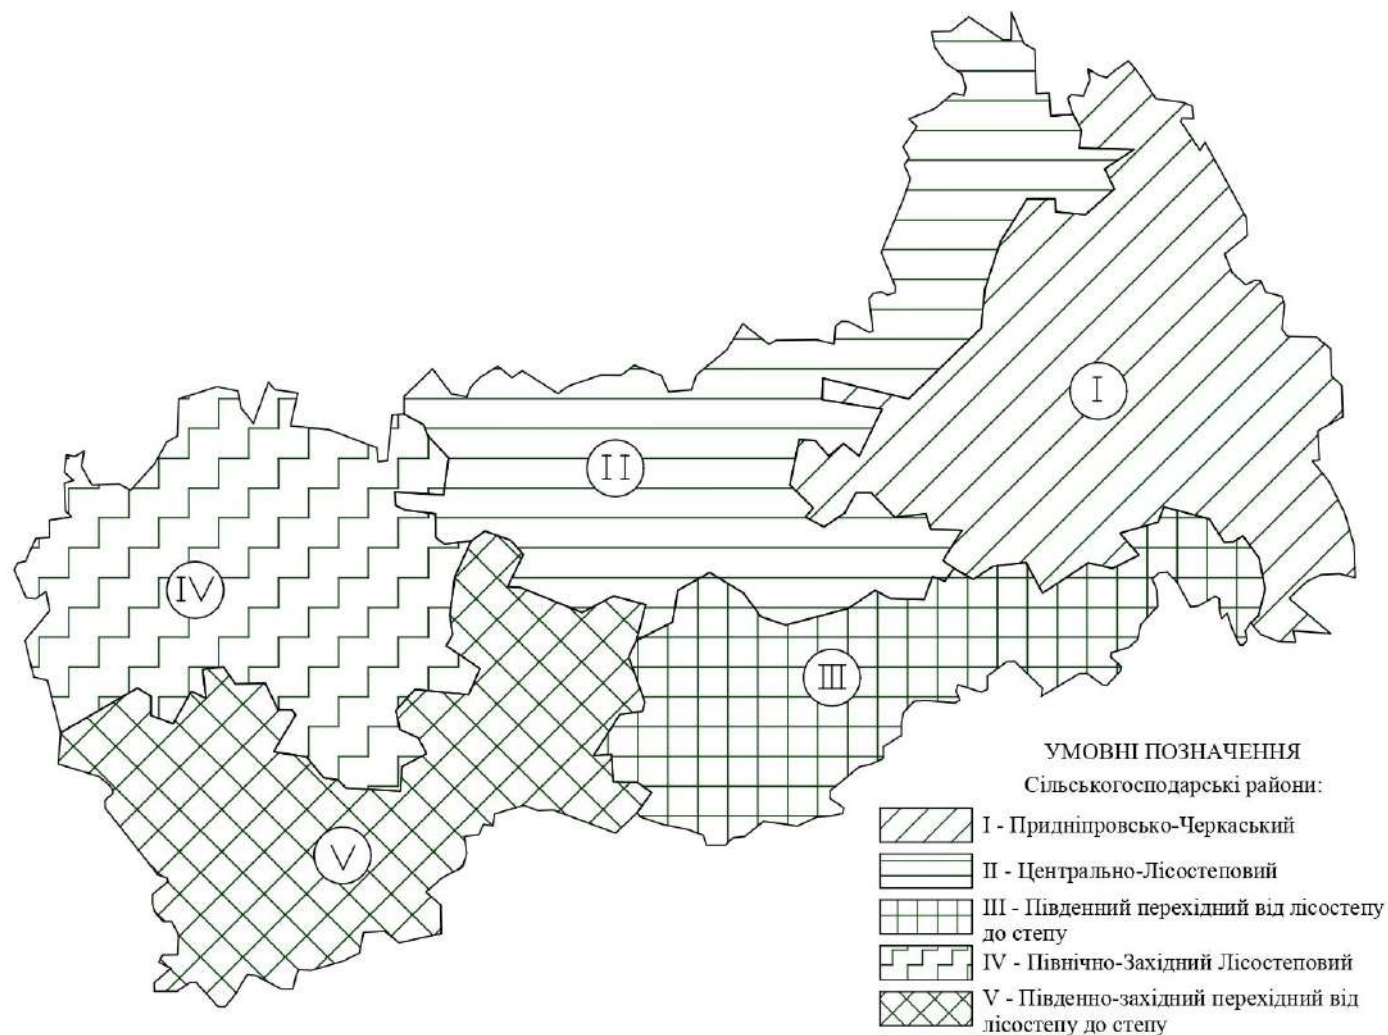 I
II
IV
III
V
УМОВНІ ПОЗНАЧЕННЯ
Сільськогосподарські райони:
I - Придніпровсько-Черкаський
II - Центрально-Лісостеповий
III - Південний перехідний від лісостепу
до степу
IV - Північно-Західний Лісостеповий
V - Південно-західний перехідний від
лісостепу до степу